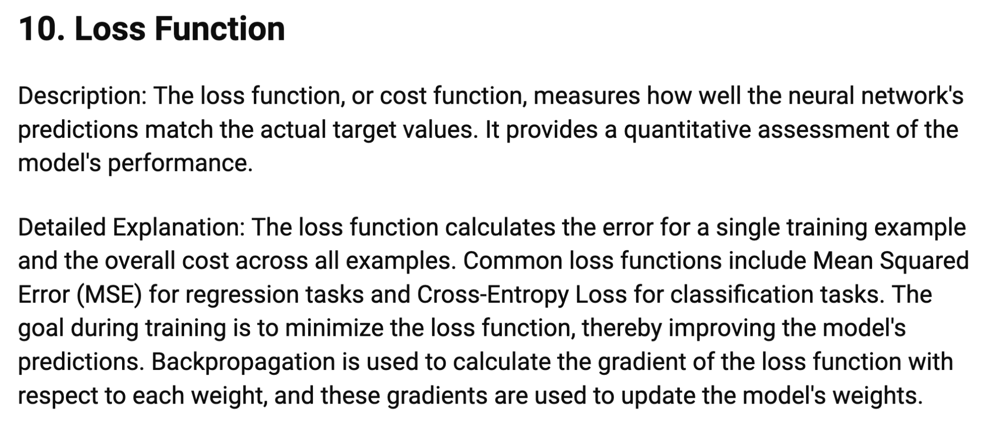 10. Loss Function
Description: The loss function, or cost function, measures how well the neural network's
predictions match the actual target values. It provides a quantitative assessment of the
model's performance.
Detailed Explanation: The loss function calculates the error for a single training example
and the overall cost across all examples. Common loss functions include Mean Squared
Error (MSE) for regression tasks and Cross-Entropy Loss for classification tasks. The
goal during training is to minimize the loss function, thereby improving the model's
predictions. Backpropagation is used to calculate the gradient of the loss function with
respect to each weight, and these gradients are used to update the model's weights.